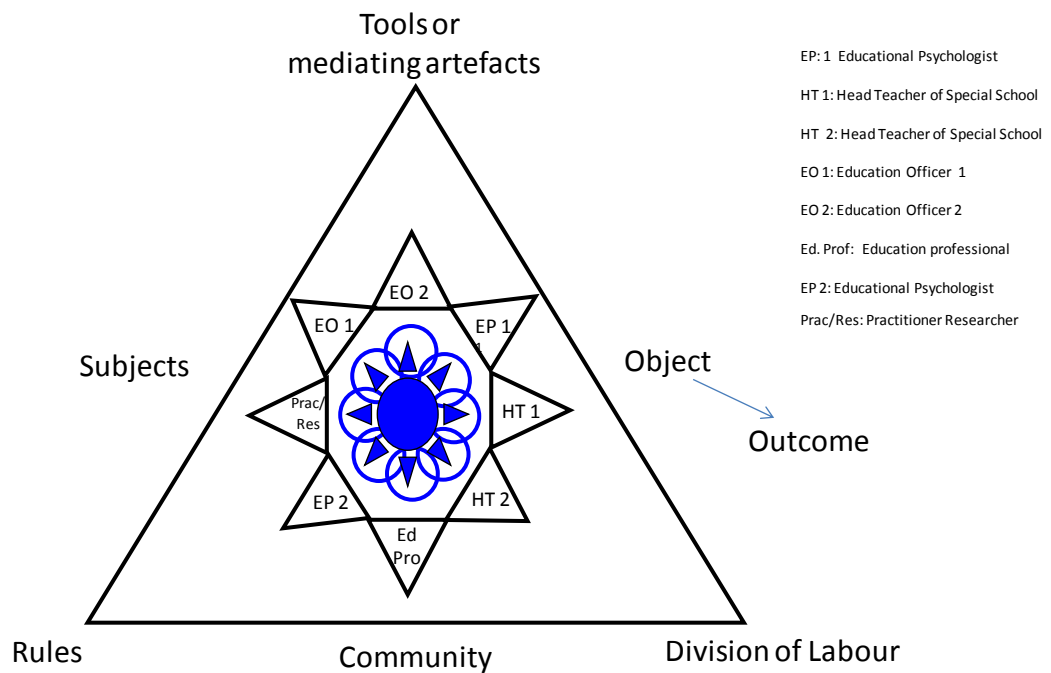 Tools or
mediating artefacts
EP: 1 Educational Psychologist
HT 1: Head Teacher of Special School
HT 2: Head Teacher of Special School
EO 1: Education Officer 1
EO 2: Education Officer 2
Ed. Prof: Education professional
EP 2: Educational Psychologist
Prac/Res: Practitioner Researcher
EO 2
EO 1
EP 1
1
Subjects
Object
Prac/
Res
HT 1
Outcome
EP 2
HT 2
Ed
Pro
Rules
Community
Division of Labour